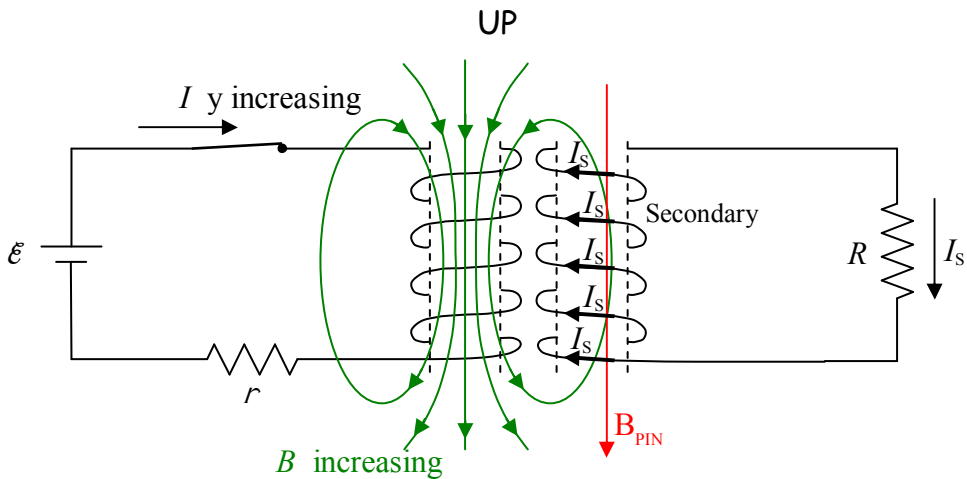 UP
I y increasing
I_S
I_S
I_S
I_S
I_S
Secondary
ℰ
R
I_S
r
B_PIN
B increasing